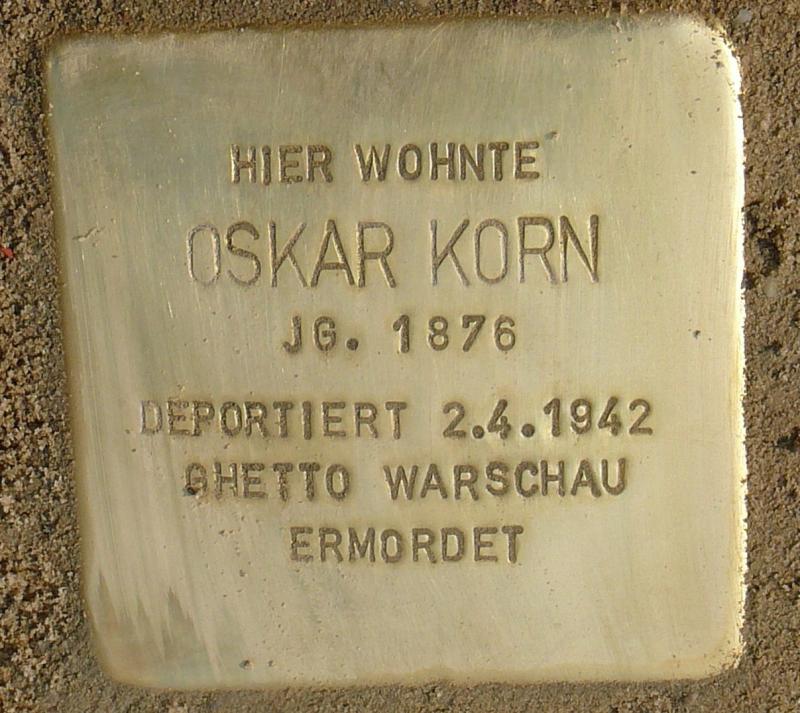 HIER WOHNTE
OSKAR KORN
JG. 1876
DEPORTIERT 2.4.1942
GHETTO WARSCHAU
ERMORDET